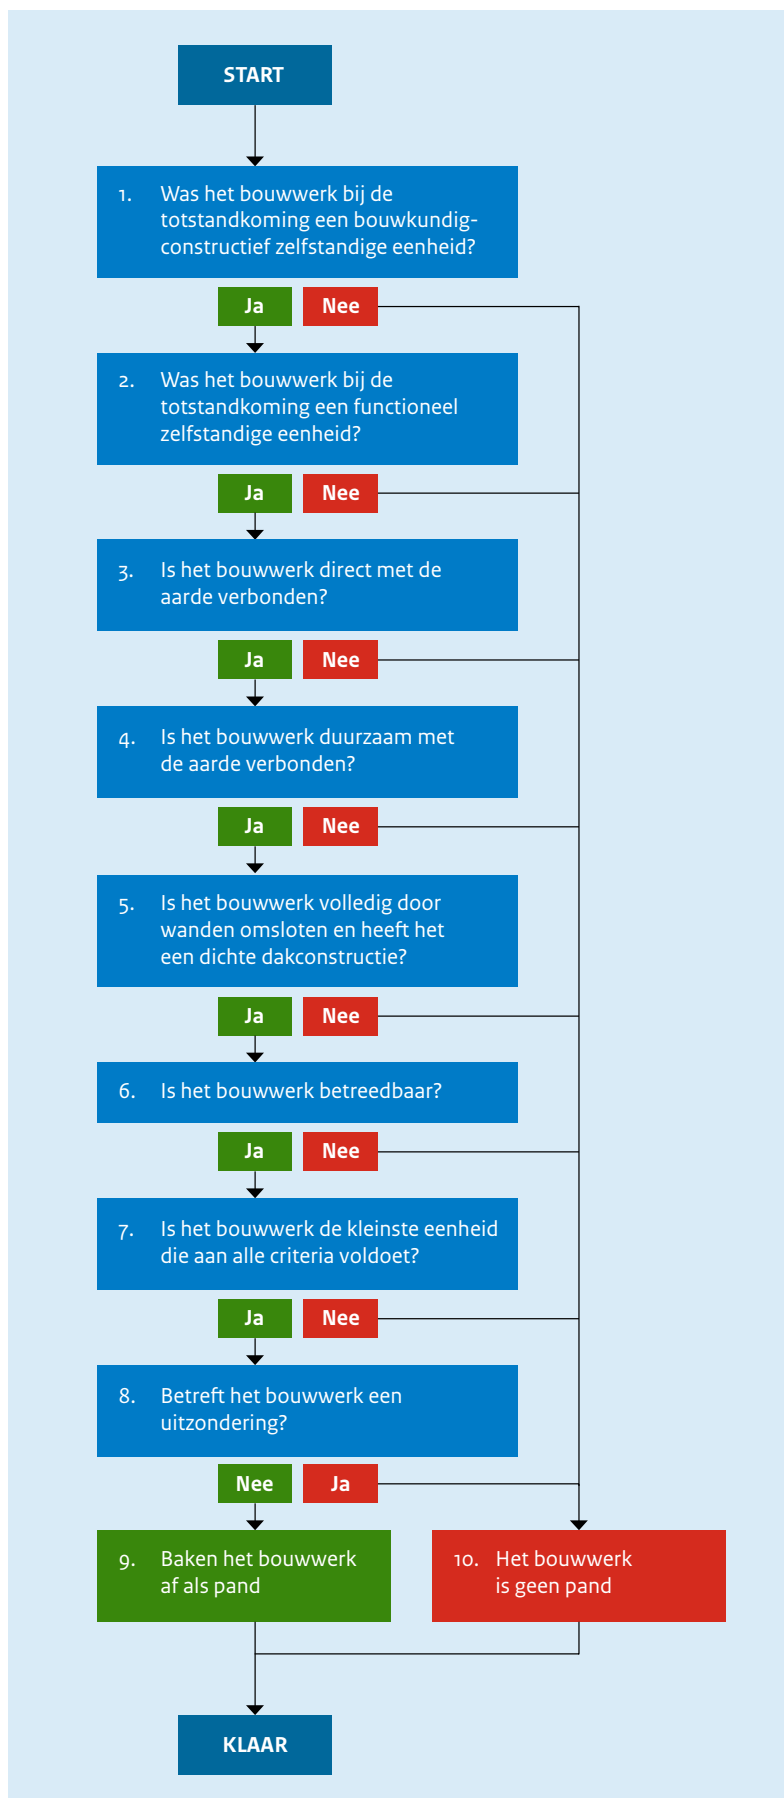 START
1. Was het bouwwerk bij de
totstandkoming een bouwkundig-
constructief zelfstandige eenheid?
Ja Nee
2. Was het bouwwerk bij de
totstandkoming een functioneel
zelfstandige eenheid?
Ja Nee
3. Is het bouwwerk direct met de
aarde verbonden?
Ja Nee
4. Is het bouwwerk duurzaam met
de aarde verbonden?
Ja Nee
5. Is het bouwwerk volledig door
wanden omsloten en heeft het
een dichte dakconstructie?
Ja Nee
6. Is het bouwwerk betreedbaar?
Ja Nee
7. Is het bouwwerk de kleinste eenheid
die aan alle criteria voldoet?
Ja Nee
8. Betreft het bouwwerk een
uitzondering?
Nee Ja
9. Baken het bouwwerk
af als pand
10. Het bouwwerk
is geen pand
KLAAR